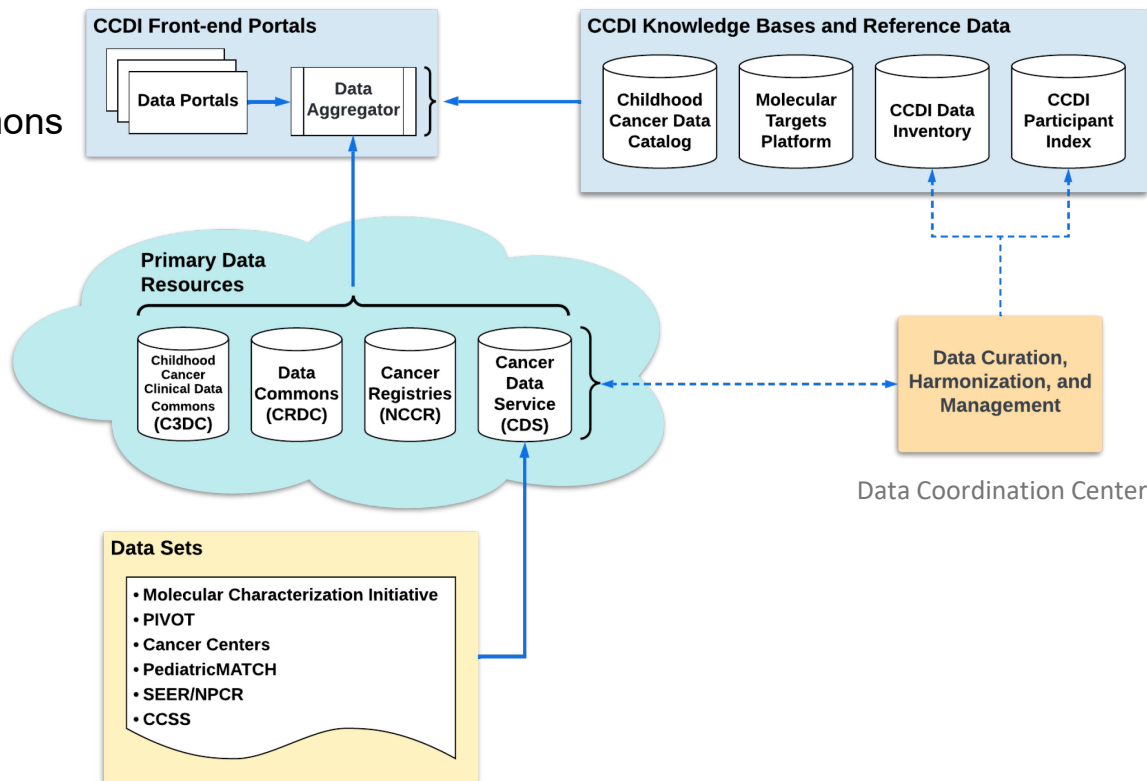 CCDI Front-end Portals
Data Portals
Data
Aggregator
CCDI Knowledge Bases and Reference Data
Childhood
Cancer Data
Catalog
Molecular
Targets
Platform
CCDI Data
Inventory
CCDI
Participant
Index
Primary Data
Resources
Childhood
Cancer
Clinical Data
Commons
(C3DC)
Data
Commons
(CRDC)
Cancer
Registries
(NCCR)
Cancer
Data
Service
(CDS)
Data Curation,
Harmonization, and
Management
Data Coordination Center
Data Sets
• Molecular Characterization Initiative
• PIVOT
• Cancer Centers
• PediatricMATCH
• SEER/NPCR
• CCSS